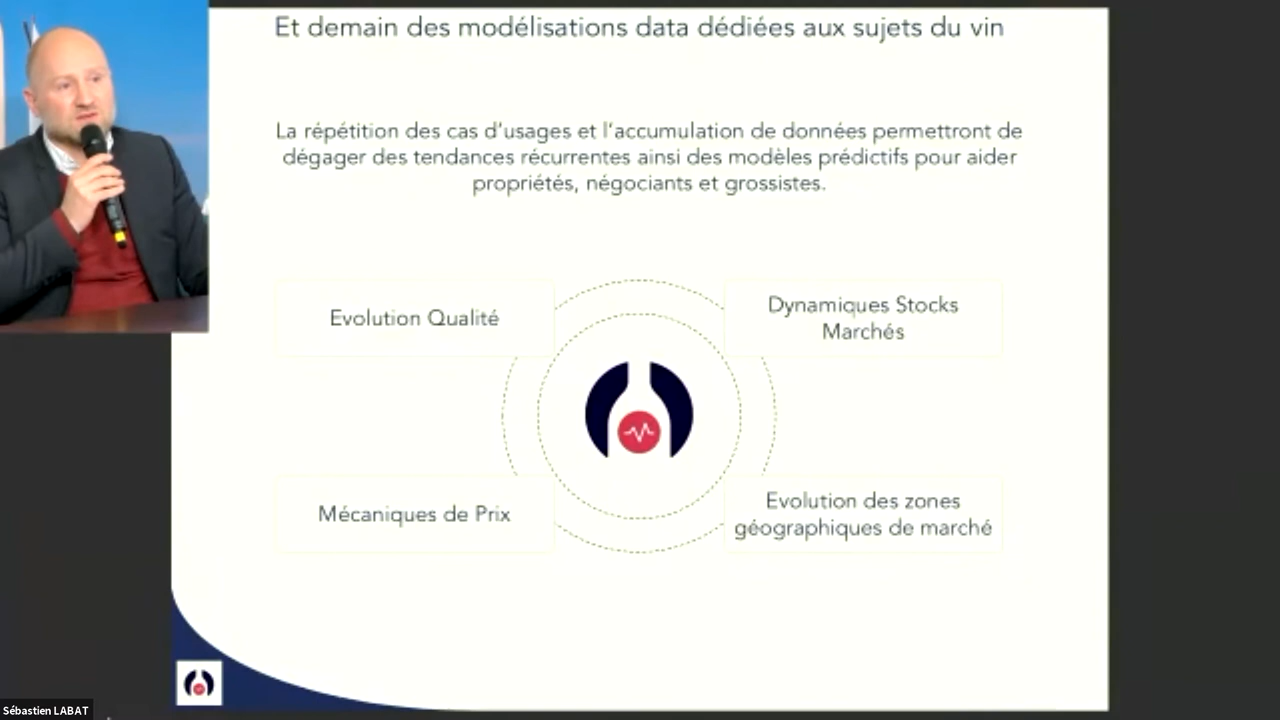 Et demain des modélisations data dédiées aux sujets du vin
La répétition des cas d'usages et l'accumulation de données permettront de
dégager des tendances récurrentes ainsi des modèles prédictifs pour aider
propriétés, négociants et grossistes.
Evolution Qualité
Dynamiques Stocks
Marchés
Mécaniques de Prix
Evolution des zones
géographiques de marché
Sébastien LABAT